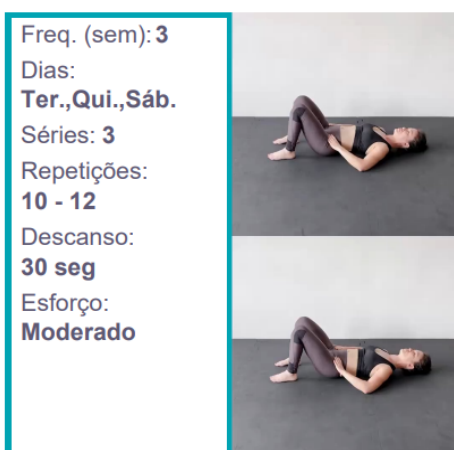 Freq. (sem): 3
Dias:
Ter.,Qui.,Sáb.
Séries: 3
Repetições:
10 - 12
Descanso:
30 seg
Esforço:
Moderado